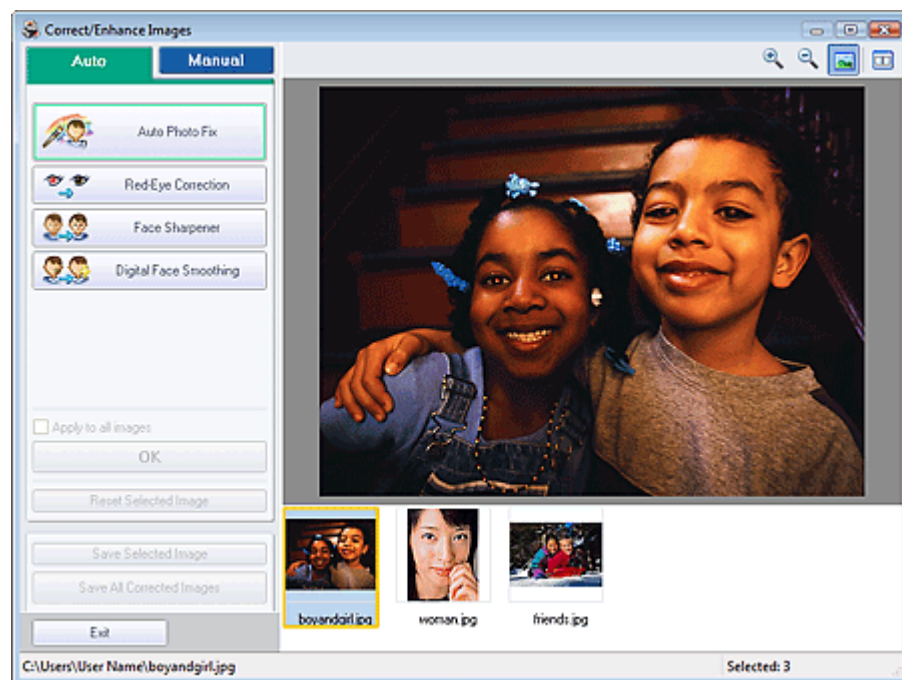 Correct/Enhance Images
Auto
Manual
Auto Photo Fix
Red-Eye Correction
Face Sharpener
Digital Face Smoothing
Apply to all images
OK
Reset Selected Image
Save Selected Image
Save All Corrected Images
Exit
boyandgirl.jpg
woman.jpg
friends.jpg
C:\Users\User Name\boyandgirl.jpg
Selected: 3